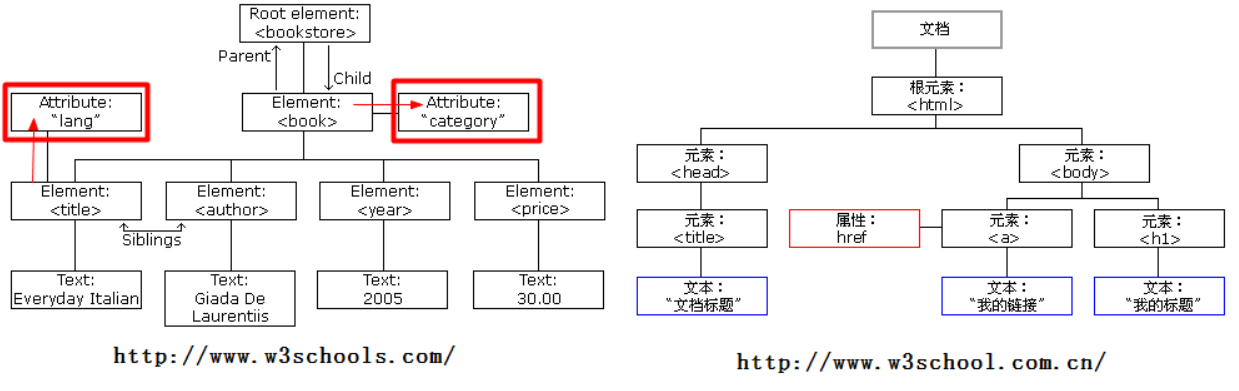 Root element:
<bookstore>
Parent
Child
Attribute:
"lang"
Element:
<book>
Attribute:
"category"
Element:
<title>
Element:
<author>
Element:
<year>
Element:
<price>
Siblings
Text:
Everyday Italian
Text:
Giada De
Laurentiis
Text:
2005
Text:
30.00
http://www.w3schools.com/
文档
根元素：
<html>
元素：
<head>
元素：
<body>
元素：
<title>
属性：
href
元素：
<a>
元素：
<h1>
文本：
"文档标题"
文本：
"我的链接"
文本：
"我的标题"
http://www.w3school.com.cn/